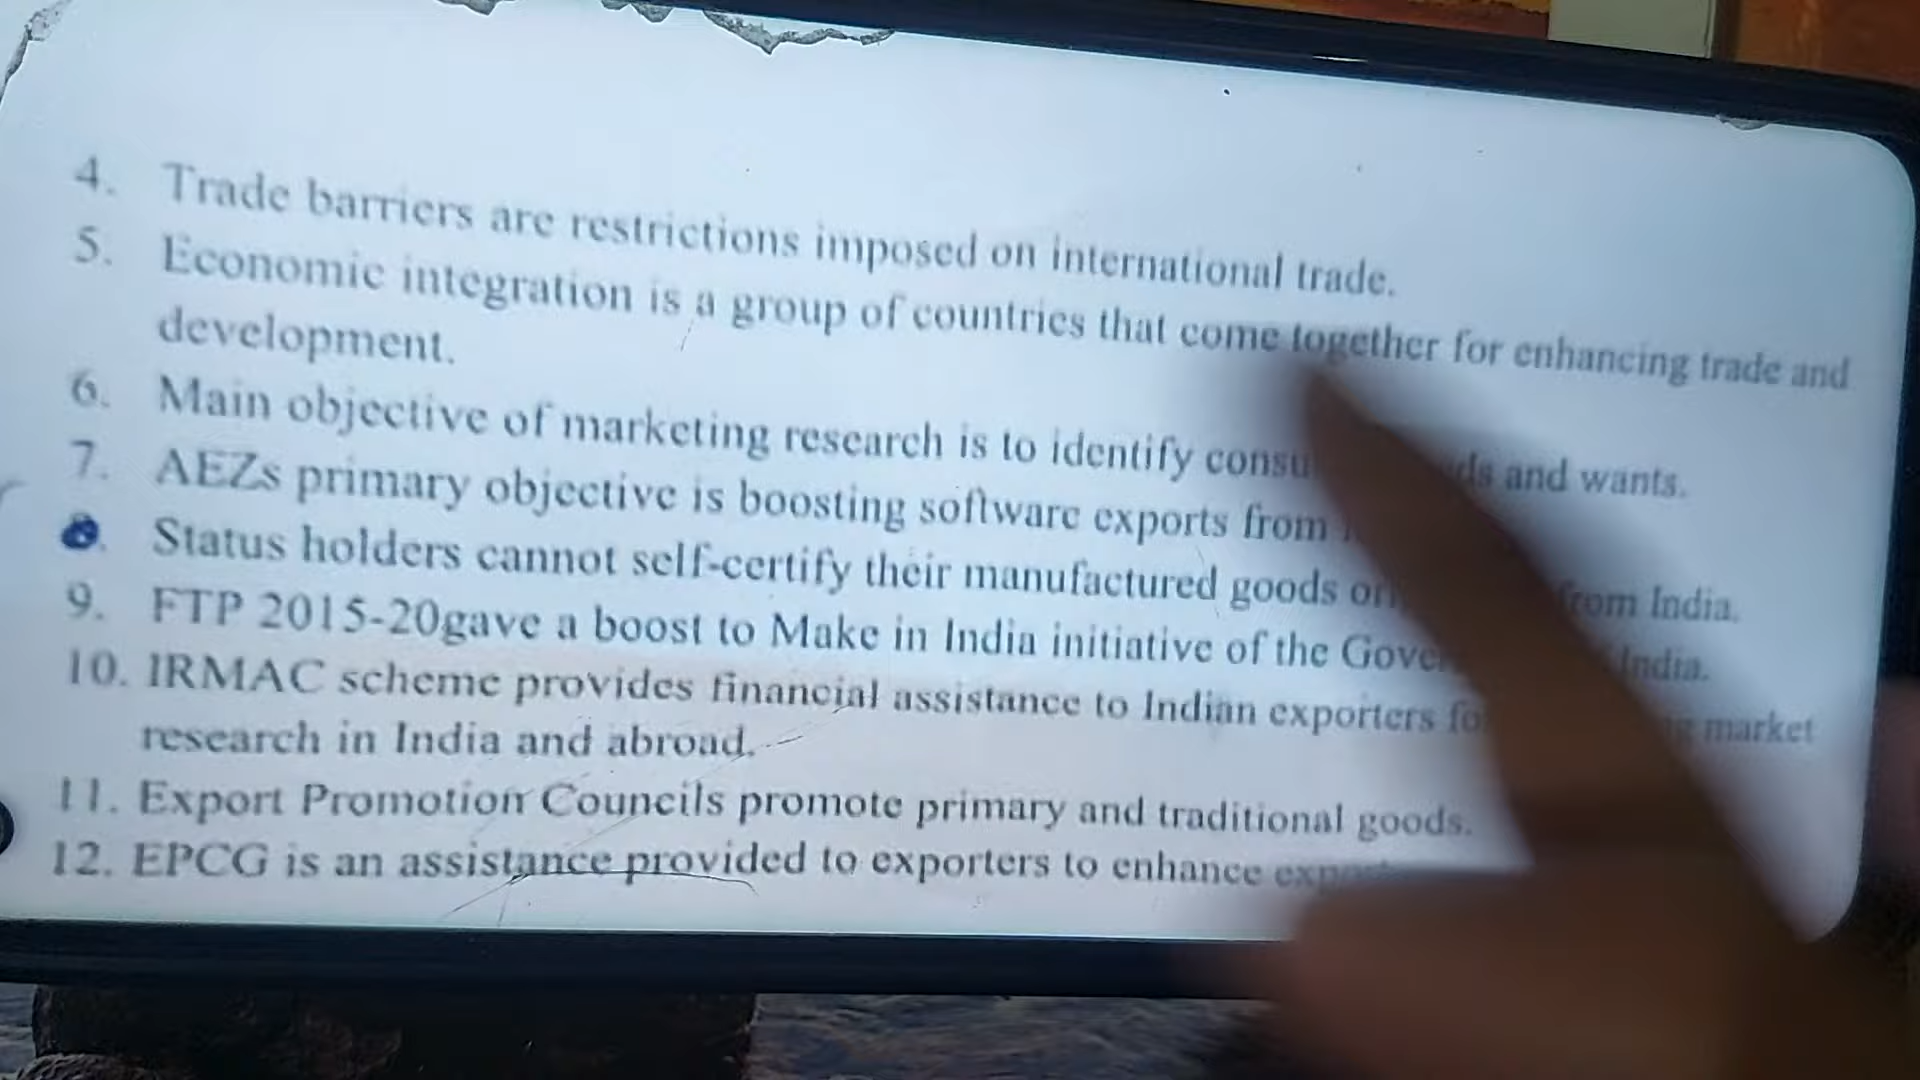 4. Trade barriers are restrictions imposed on international trade.
5. Economic integration is a group of countries that come together for enhancing trade and
development.
6. Main objective of marketing research is to identify and wants.
7. AEZs primary objective is boosting software exports from
8. Status holders cannot self-certify their manufactured goods from India.
9. FTP 2015-20gave a boost to Make in India initiative of the India.
10. IRMAC scheme provides financial assistance to Indian exporters market
research in India and abroad.
11. Export Promotion Councils promote primary and traditional goods.
12. EPCG is an assistance provided to exporters to enhance